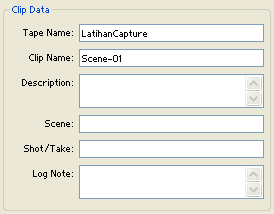 Clip Data
Tape Name: LatihanCapture
Clip Name: Scene-01
Description:
Scene:
Shot/Take:
Log Note: